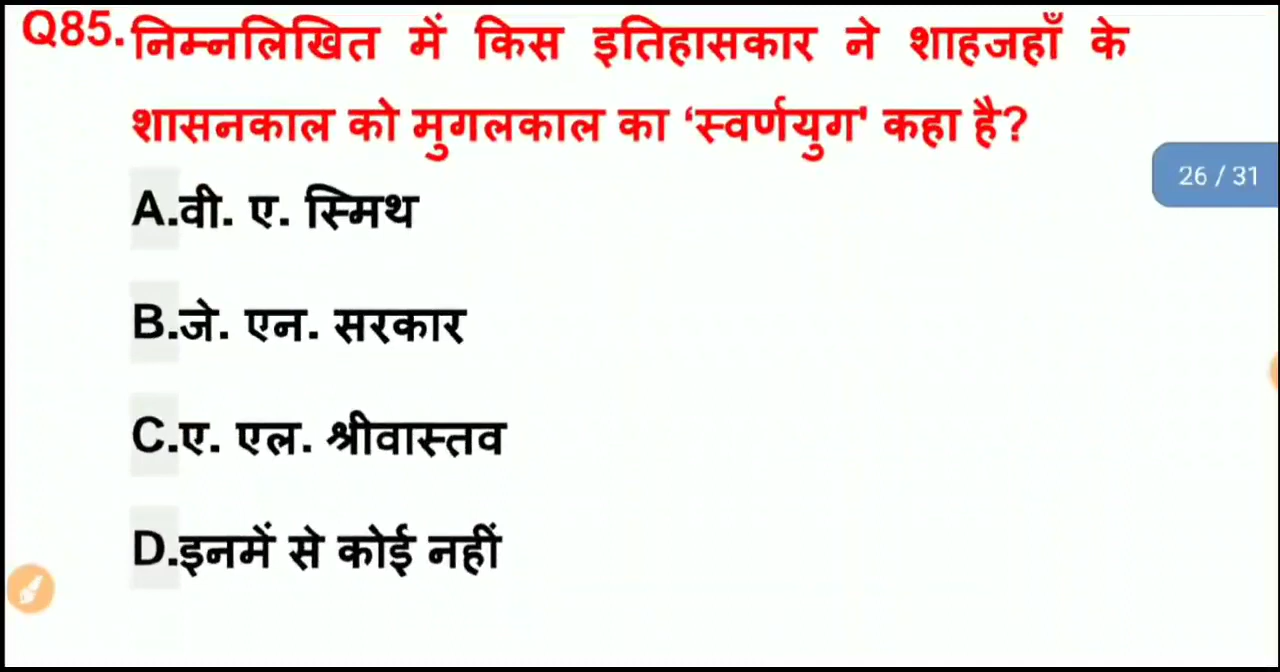 Q85. निम्नलिखित में किस इतिहासकार ने शाहजहाँ के
शासनकाल को मुगलकाल का ‘स्वर्णयुग' कहा है?
26 / 31
A.वी. ए. स्मिथ
B.जे. एन. सरकार
C.ए. एल. श्रीवास्तव
D.इनमें से कोई नहीं